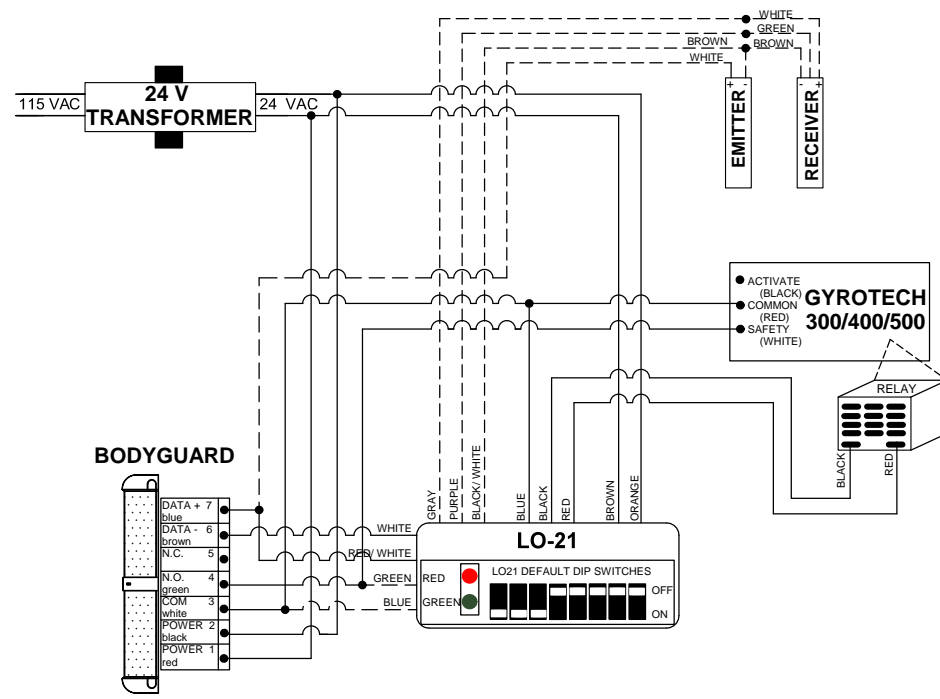 WHITE
GREEN
BROWN
BROWN
WHITE
115 VAC
24 V
TRANSFORMER
24 VAC
+ -
EMITTER
- +
RECEIVER
ACTIVATE
(BLACK)
COMMON
(RED)
SAFETY
(WHITE)
GYROTECH
300/400/500
RELAY
BLACK
RED
BODYGUARD
DATA + 7
blue
DATA - 6
brown
N.C. 5
N.O. 4
green
COM 3
white
POWER 2
black
POWER 1
red
GRAY
PURPLE
BLACK/ WHITE
BLUE
BLACK
RED
BROWN
ORANGE
WHITE
RED/ WHITE
GREEN
BLUE
LO-21
RED
GREEN
LO21 DEFAULT DIP SWITCHES
OFF
ON